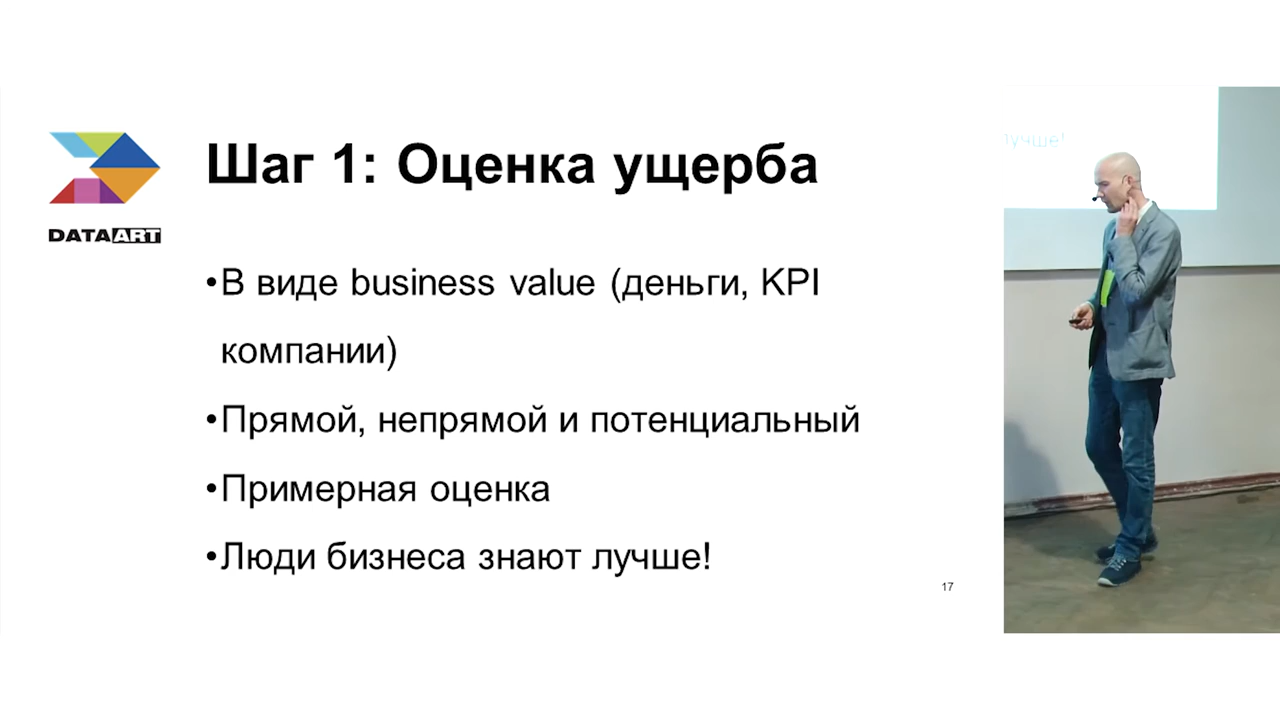 DATAART
Шаг 1: Оценка ущерба
•В виде business value (деньги, KPI
компании)
•Прямой, непрямой и потенциальный
•Примерная оценка
•Люди бизнеса знают лучше!
17
лучше!